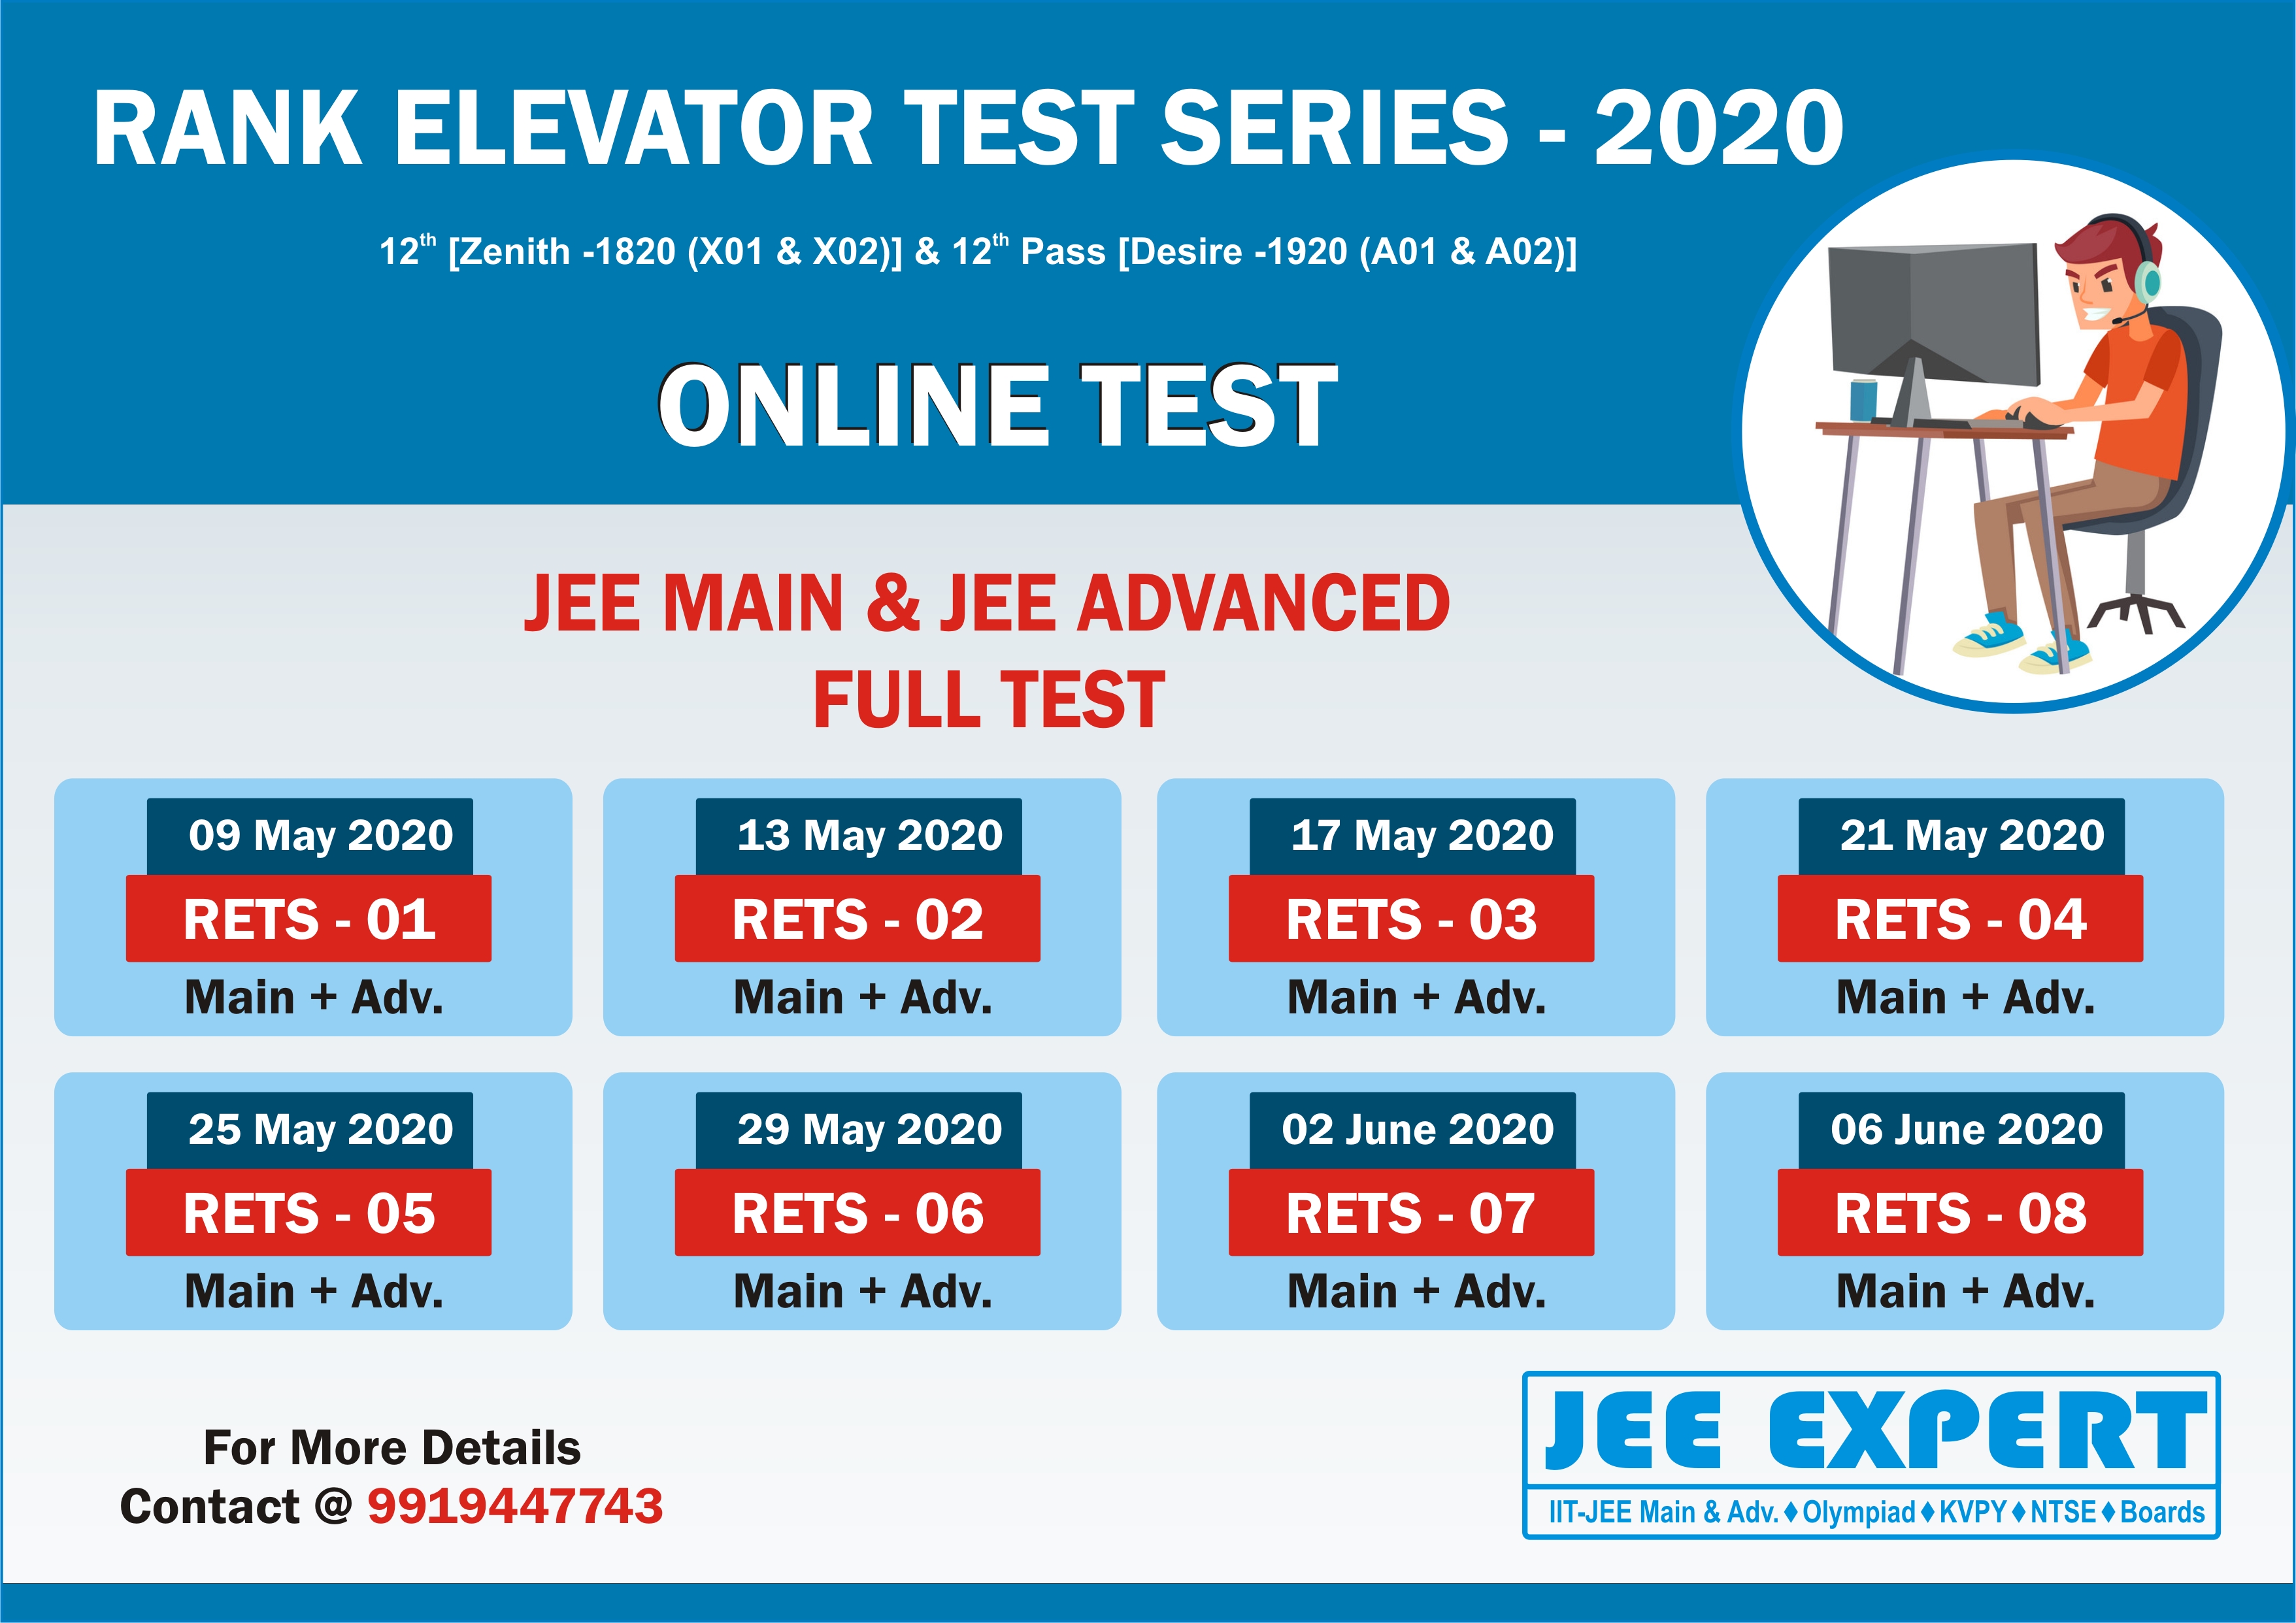 RANK ELEVATOR TEST SERIES - 2020
12th [Zenith -1820 (X01 & X02)] & 12th Pass [Desire -1920 (A01 & A02)]
ONLINE TEST
JEE MAIN & JEE ADVANCED
FULL TEST
09 May 2020
RETS - 01
Main + Adv.
13 May 2020
RETS - 02
Main + Adv.
17 May 2020
RETS - 03
Main + Adv.
21 May 2020
RETS - 04
Main + Adv.
25 May 2020
RETS - 05
Main + Adv.
29 May 2020
RETS - 06
Main + Adv.
02 June 2020
RETS - 07
Main + Adv.
06 June 2020
RETS - 08
Main + Adv.
For More Details
Contact @ 9919447743
JEE EXPERT
IIT-JEE Main & Adv.♦Olympiad♦KVPY♦NTSE♦Boards